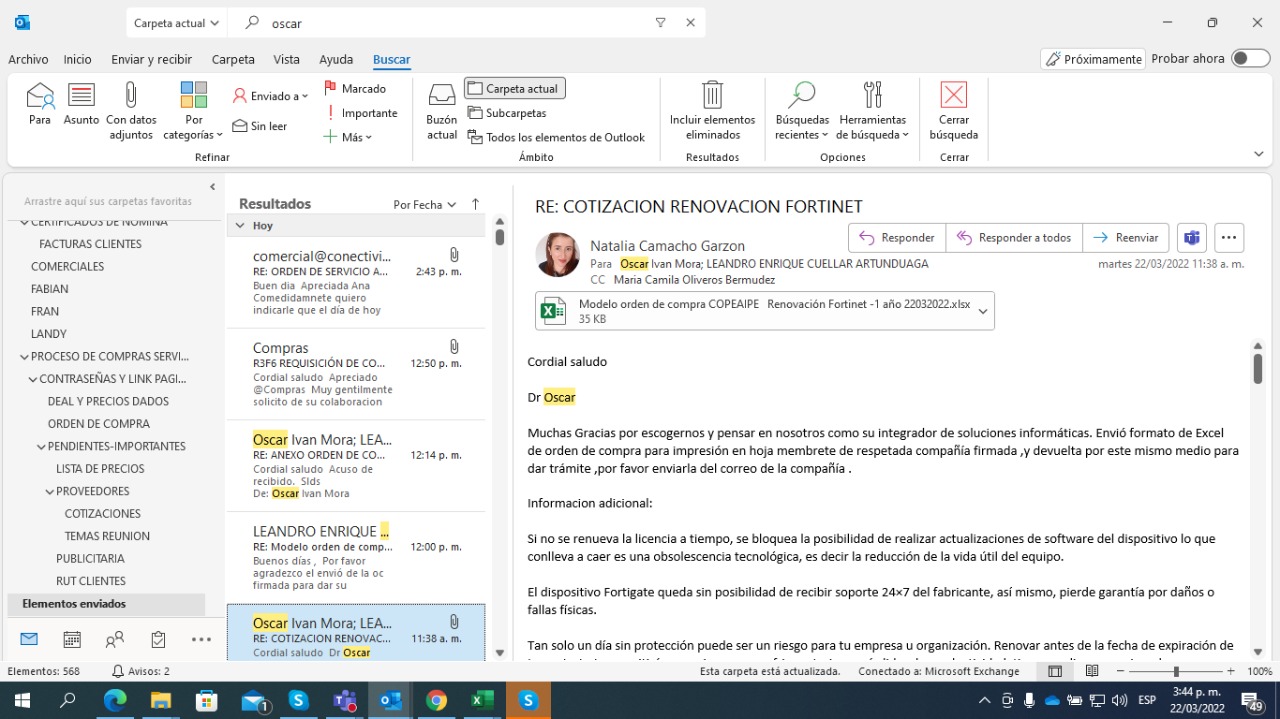 Carpeta actual
oscar
Archivo Inicio Enviar y recibir Carpeta Vista Ayuda Buscar
Próximamente Probar ahora
Para
Asunto
Con datos adjuntos
Por categorías
Enviado a
Sin leer
Marcado
Importante
Más
Refinar
Buzón actual
Carpeta actual
Subcarpetas
Todos los elementos de Outlook
Ámbito
Incluir elementos eliminados
Resultados
Búsquedas recientes
Herramientas de búsqueda
Opciones
Cerrar búsqueda
Cerrar
Arrastre aquí sus carpetas favoritas
CERTIFICADOS DE NOMINA
FACTURAS CLIENTES
COMERCIALES
FABIAN
FRAN
LANDY
PROCESO DE COMPRAS SERVI...
CONTRASEÑAS Y LINK PAGI...
DEAL Y PRECIOS DADOS
ORDEN DE COMPRA
PENDIENTES-IMPORTANTES
LISTA DE PRECIOS
PROVEEDORES
COTIZACIONES
TEMAS REUNION
PUBLICITARIA
RUT CLIENTES
Elementos enviados
Resultados Por Fecha
Hoy
comercial@conectivi...
RE: ORDEN DE SERVICIO A... 2:43 p. m.
Buen dia Apreciada Ana
Comedidamnete quiero
indicarle que el día de hoy
Compras
R3F6 REQUISICIÓN DE CO... 12:50 p. m.
Cordial saludo Apreciado
@Compras Muy gentilmente
solicito de su colaboracion
Oscar Ivan Mora; LEA...
RE: ANEXO ORDEN DE CO... 12:14 p. m.
Cordial saludo Acuso de
recibido. Slds
De: Oscar Ivan Mora
LEANDRO ENRIQUE ...
RE: Modelo orden de comp... 12:00 p. m.
Buenos días , Por favor
agradezco el envió de la oc
firmada para dar su
Oscar Ivan Mora; LEA...
RE: COTIZACION RENOVAC... 11:38 a. m.
Cordial saludo Dr Oscar
RE: COTIZACION RENOVACION FORTINET
Natalia Camacho Garzon
Responder Responder a todos Reenviar
Para Oscar Ivan Mora; LEANDRO ENRIQUE CUELLAR ARTUNDUAGA martes 22/03/2022 11:38 a. m.
CC Maria Camila Oliveros Bermudez
Modelo orden de compra COPEAIPE Renovación Fortinet -1 año 22032022.xlsx
35 KB
Cordial saludo
Dr Oscar
Muchas Gracias por escogernos y pensar en nosotros como su integrador de soluciones informáticas. Envió formato de Excel
de orden de compra para impresión en hoja membrete de respetada compañía firmada ,y devuelta por este mismo medio para
dar trámite ,por favor enviarla del correo de la compañía .
Informacion adicional:
Si no se renueva la licencia a tiempo, se bloquea la posibilidad de realizar actualizaciones de software del dispositivo lo que
conlleva a caer es una obsolescencia tecnológica, es decir la reducción de la vida útil del equipo.
El dispositivo Fortigate queda sin posibilidad de recibir soporte 24×7 del fabricante, así mismo, pierde garantía por daños o
fallas físicas.
Tan solo un día sin protección puede ser un riesgo para tu empresa u organización. Renovar antes de la fecha de expiración de
Elementos: 568 Avisos: 2 Esta carpeta está actualizada. Conectado a: Microsoft Exchange 100%
1
ESP
3:44 p. m.
22/03/2022
49